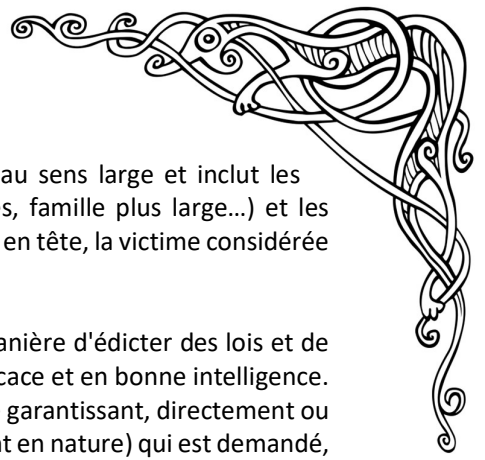 au sens large et inclut les
s, famille plus large…) et les
en tête, la victime considérée
anière d'édicter des lois et de
cace et en bonne intelligence.
garantissant, directement ou
t en nature) qui est demandé,